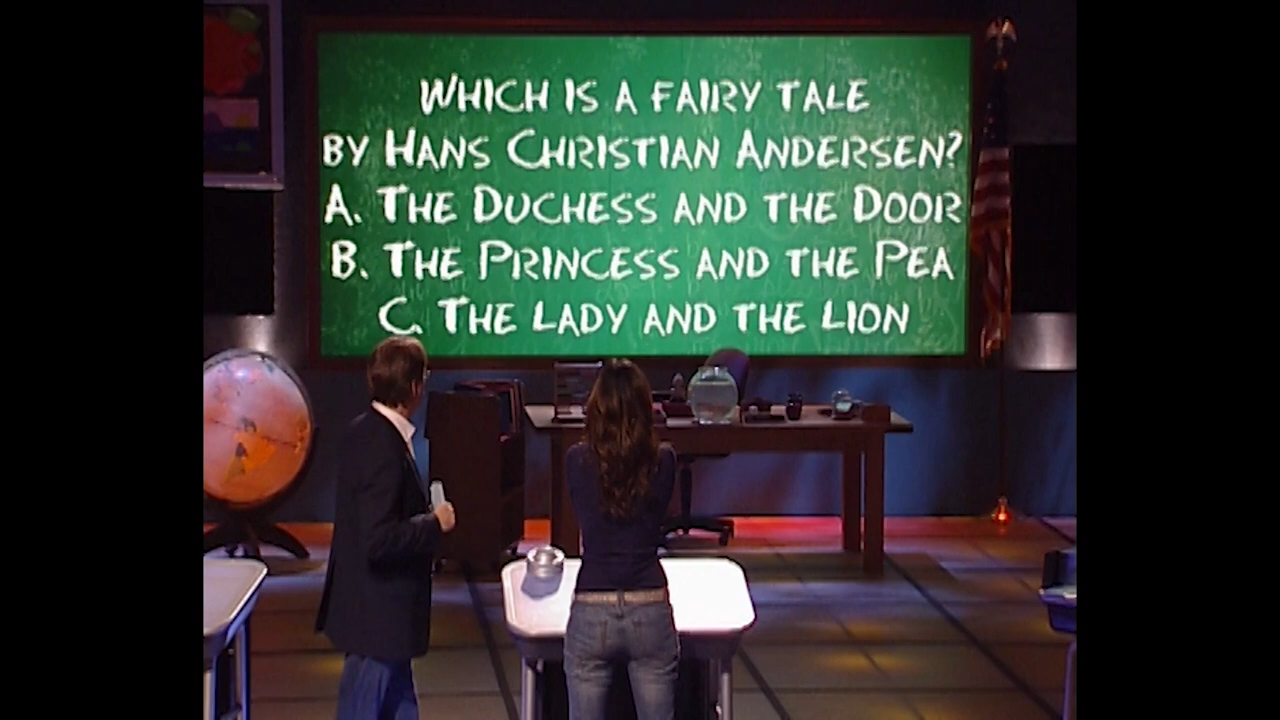 WHICH IS A FAIRY TALE
BY HANS CHRISTIAN ANDERSEN?
A. THE DUCHESS AND THE DOOR
B. THE PRINCESS AND THE PEA
C. THE LADY AND THE LION